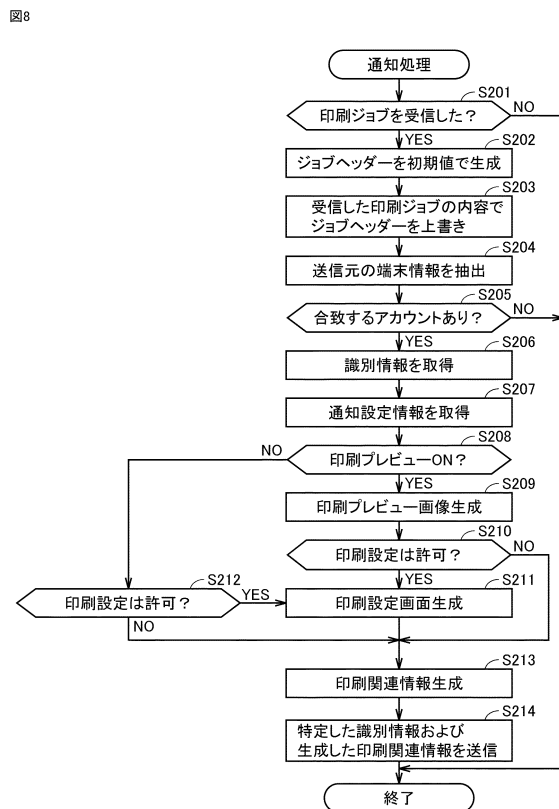 図8
通知処理
S201
印刷ジョブを受信した？
NO
YES
S202
ジョブヘッダーを初期値で生成
S203
受信した印刷ジョブの内容で
ジョブヘッダーを上書き
S204
送信元の端末情報を抽出
S205
合致するアカウントあり？
NO
YES
S206
識別情報を取得
S207
通知設定情報を取得
S208
NO
印刷プレビューON？
YES
S209
印刷プレビュー画像生成
S210
印刷設定は許可？
NO
YES
S212
印刷設定は許可？
YES
S211
印刷設定画面生成
NO
S213
印刷関連情報生成
S214
特定した識別情報および
生成した印刷関連情報を送信
終了